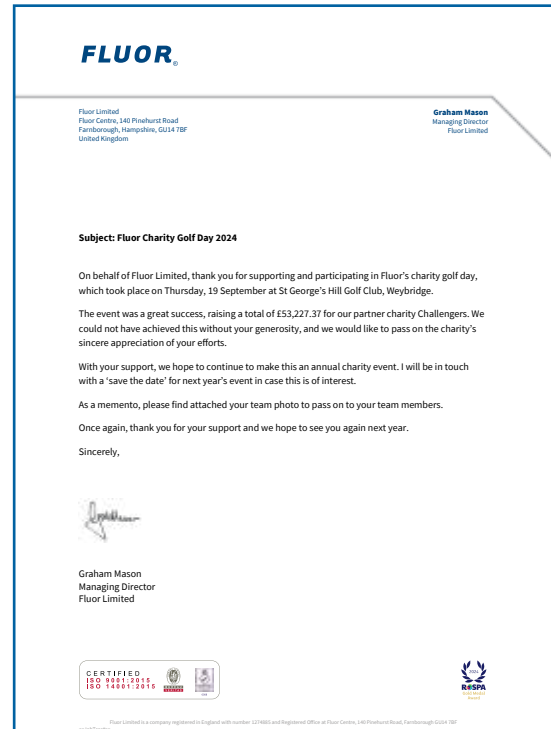 FLUOR®
Fluor Limited
Fluor Centre, 140 Pinehurst Road
Farnborough, Hampshire, GU14 7BF
United Kingdom
Graham Mason
Managing Director
Fluor Limited
Subject: Fluor Charity Golf Day 2024
On behalf of Fluor Limited, thank you for supporting and participating in Fluor's charity golf day,
which took place on Thursday, 19 September at St George's Hill Golf Club, Weybridge.
The event was a great success, raising a total of £53,227.37 for our partner charity Challengers. We
could not have achieved this without your generosity, and we would like to pass on the charity's
sincere appreciation of your efforts.
With your support, we hope to continue to make this an annual charity event. I will be in touch
with a 'save the date' for next year's event in case this is of interest.
As a memento, please find attached your team photo to pass on to your team members.
Once again, thank you for your support and we hope to see you again next year.
Sincerely,
Graham Mason
Managing Director
Fluor Limited
CERTIFIED
ISO 9001:2015
ISO 14001:2015
2024
RoSPA
Award
Fluor Limited is a company registered in England with number 1274865 and Registered Office at Fluor Centre, 140 Pinehurst Road, Farnborough GU14 7BF